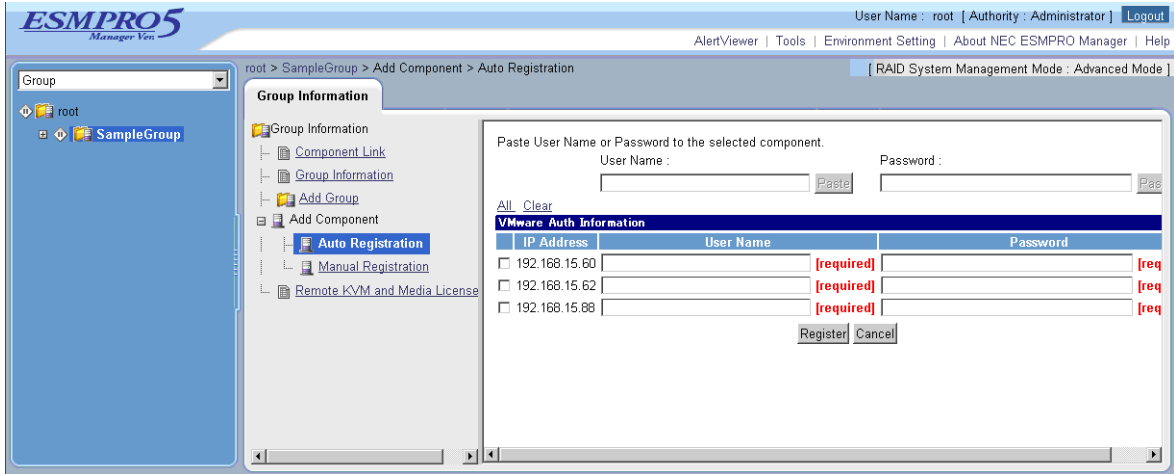 ESMPRO5
Manager Ver.
User Name : root [ Authority : Administrator ] Logout
AlertViewer | Tools | Environment Setting | About NEC ESMPRO Manager | Help
Group
root
SampleGroup
root > SampleGroup > Add Component > Auto Registration
[ RAID System Management Mode : Advanced Mode ]
Group Information
Group Information
Component Link
Group Information
Add Group
Add Component
Auto Registration
Manual Registration
Remote KVM and Media License
Paste User Name or Password to the selected component.
User Name : Password :
Paste Pas
All Clear
VMware Auth Information
IP Address User Name Password
192.168.15.60 [required] [req
192.168.15.62 [required] [req
192.168.15.88 [required] [req
Register Cancel